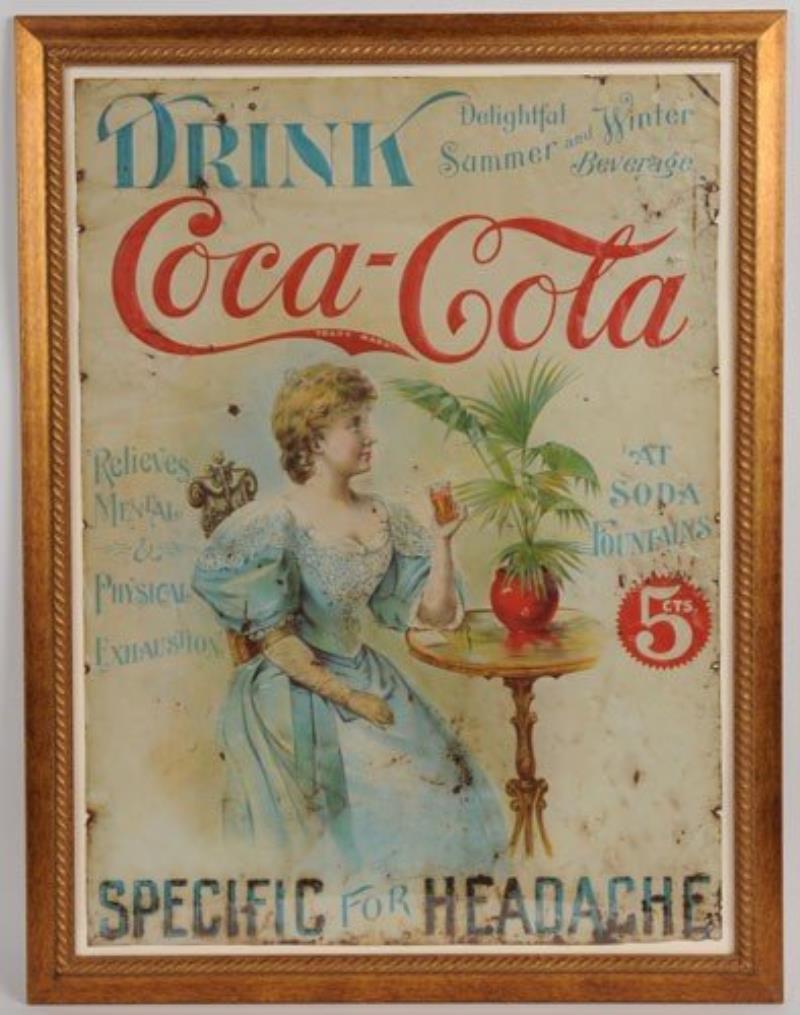 DRINK
Delightful
Summer and Winter
Beverage
Coca-Cola
TRADE MARK
Relieves
MENTAL
&
PHYSICAL
EXHAUSTION
AT
SODA
FOUNTAINS
5 CTS.
SPECIFIC FOR HEADACHE